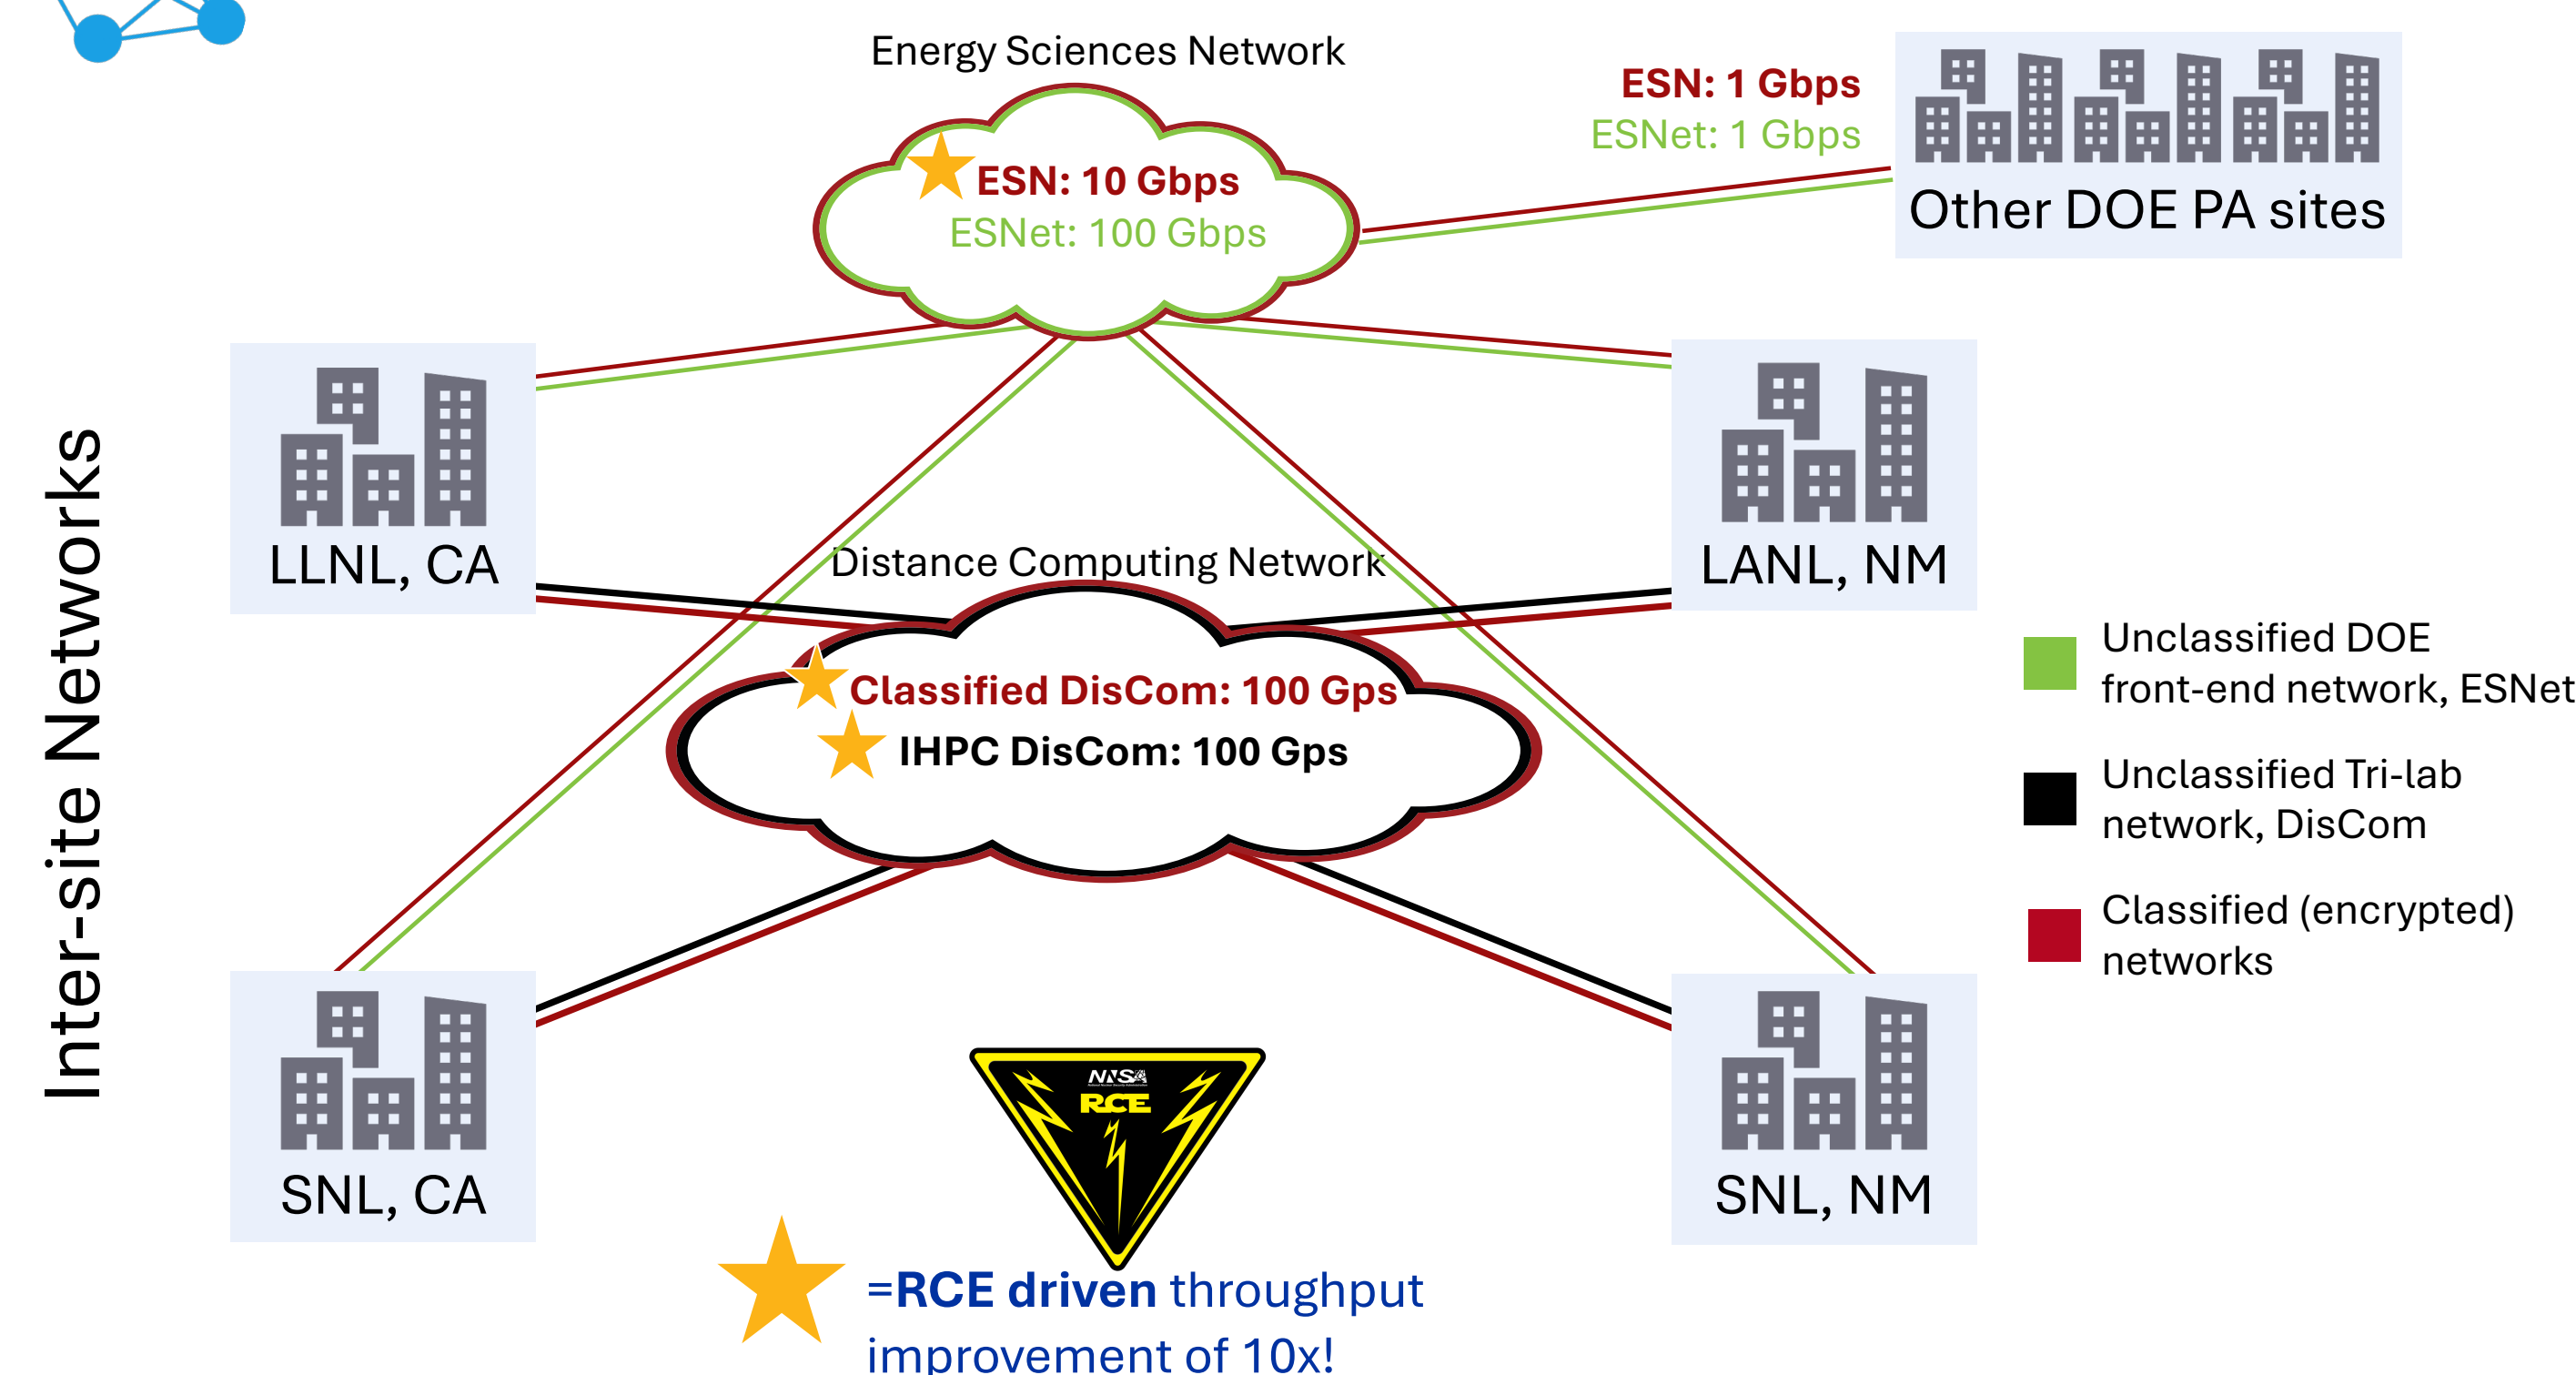 Inter-site Networks
Energy Sciences Network
ESN: 10 Gbps
ESNet: 100 Gbps
ESN: 1 Gbps
ESNet: 1 Gbps
Other DOE PA sites
LLNL, CA
LANL, NM
Distance Computing Network
Classified DisCom: 100 Gps
IHPC DisCom: 100 Gps
Unclassified DOE
front-end network, ESNet
Unclassified Tri-lab
network, DisCom
Classified (encrypted)
networks
SNL, CA
SNL, NM
NNSA
RCE
=RCE driven throughput
improvement of 10x!